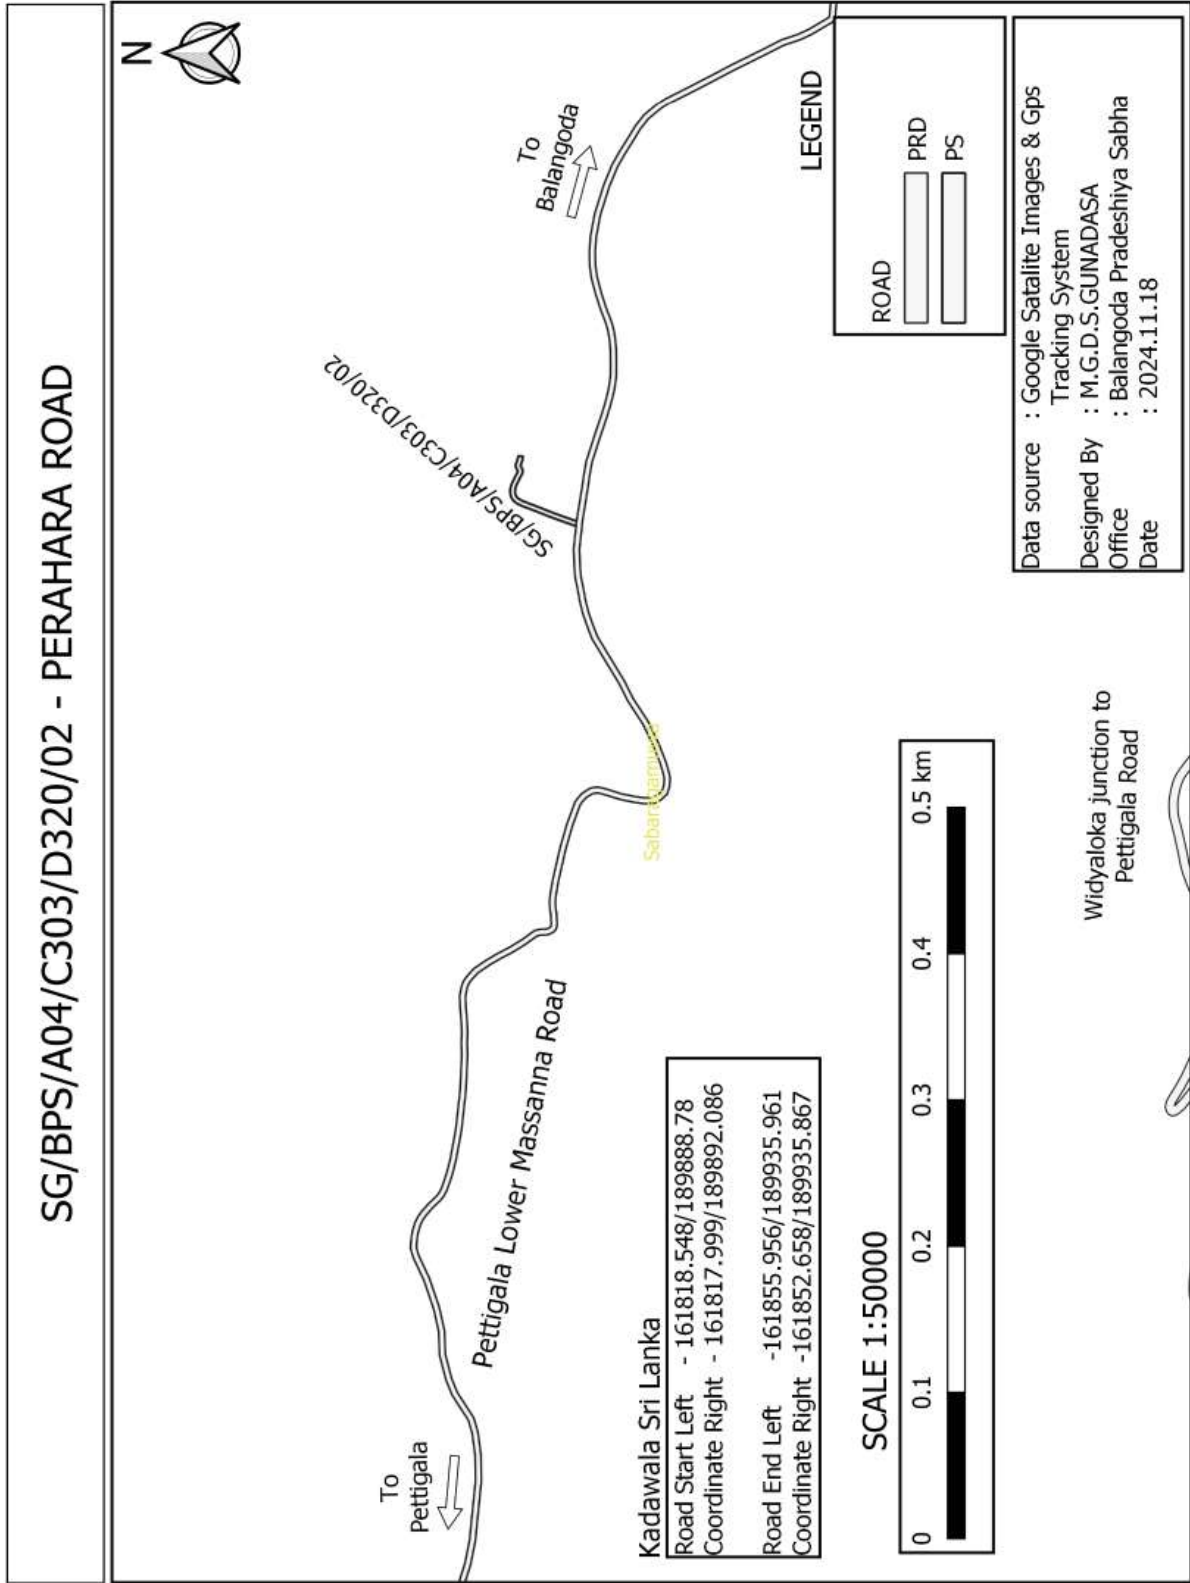 SG/BPS/A04/C303/D320/02 - PERAHARA ROAD
N
To
Balangoda
SG/BPS/A04/C303/D320/02
Sabaragamuwa
To
Pettigala
Pettigala Lower Massanna Road
LEGEND
ROAD
PRD
PS
Kadawala Sri Lanka
Road Start Left - 161818.548/189888.78
Coordinate Right - 161817.999/189892.086
Road End Left -161855.956/189935.961
Coordinate Right -161852.658/189935.867
SCALE 1:50000
0 0.1 0.2 0.3 0.4 0.5 km
Widyaloka junction to
Pettigala Road
Data source : Google Satalite Images & Gps
Tracking System
Designed By : M.G.D.S.GUNADASA
Office : Balangoda Pradeshiya Sabha
Date : 2024.11.18